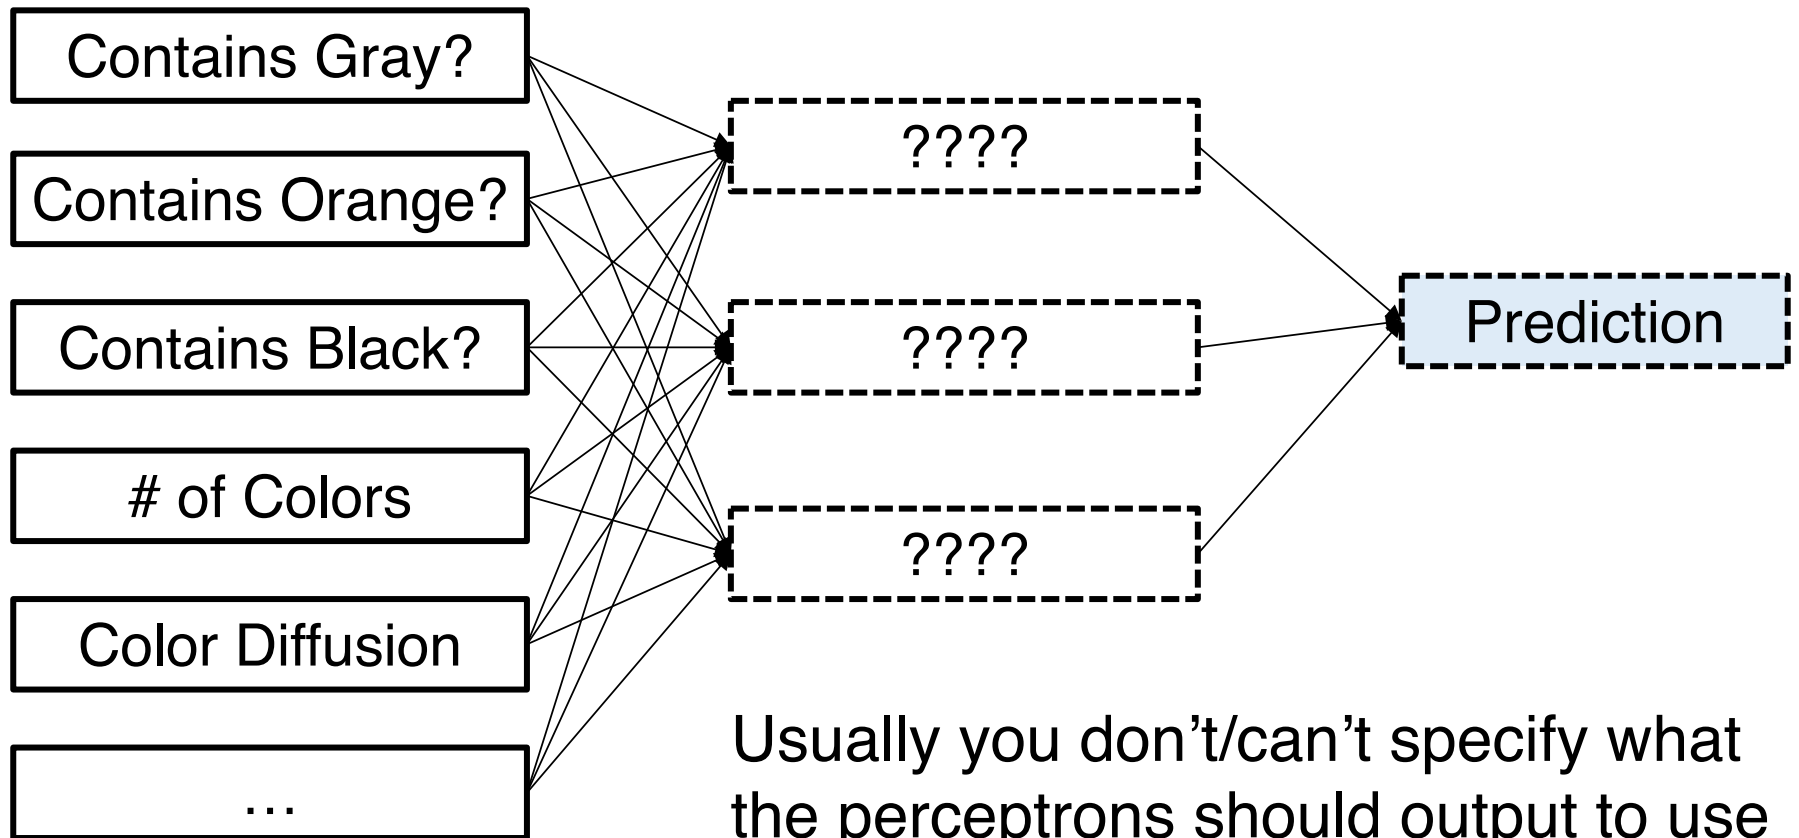 Contains Gray?
Contains Orange?
Contains Black?
# of Colors
Color Diffusion
…
????
????
????
Prediction
Usually you don’t/can’t specify what
the perceptrons should output to use